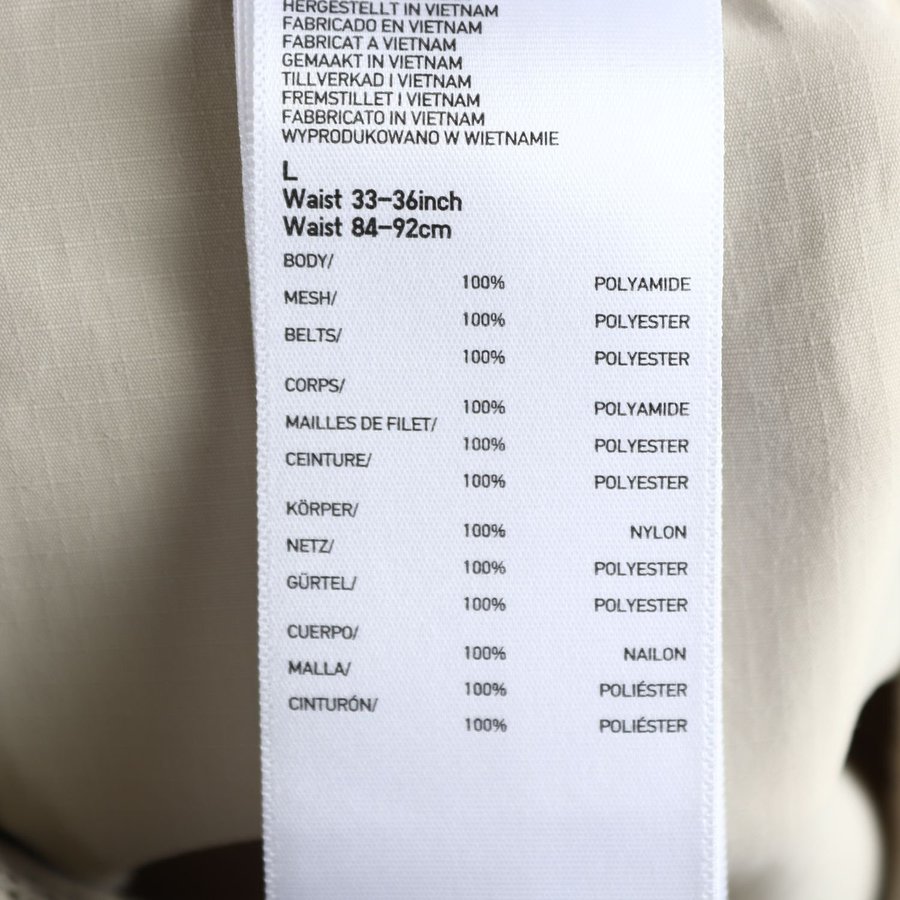 HERGESTELLT IN VIETNAM
FABRICADO EN VIETNAM
FABRICAT A VIETNAM
GEMAAKT IN VIETNAM
TILLVERKAD I VIETNAM
FREMSTILLET I VIETNAM
FABBRICATO IN VIETNAM
WYPRODUKOWANO W WIETNAMIE
L
Waist 33-36inch
Waist 84-92cm
BODY/
100% POLYAMIDE
MESH/
100% POLYESTER
BELTS/
100% POLYESTER
CORPS/
100% POLYAMIDE
MAILLES DE FILET/
100% POLYESTER
CEINTURE/
100% POLYESTER
KÖRPER/
100% NYLON
NETZ/
100% POLYESTER
GÜRTEL/
100% POLYESTER
CUERPO/
100% NAILON
MALLA/
100% POLIÉSTER
CINTURÓN/
100% POLIÉSTER